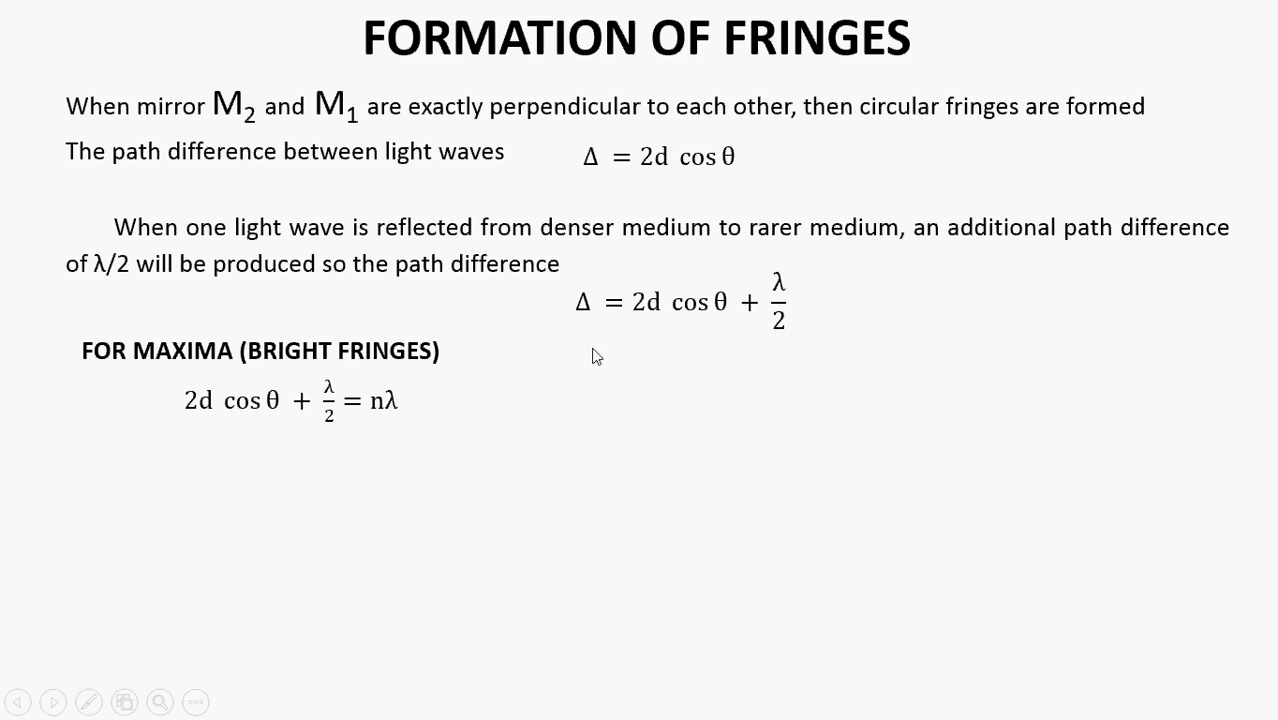 FORMATION OF FRINGES
When mirror M₂ and M₁ are exactly perpendicular to each other, then circular fringes are formed
The path difference between light waves Δ = 2d cos θ
When one light wave is reflected from denser medium to rarer medium, an additional path difference
of λ/2 will be produced so the path difference
Δ = 2d cos θ + λ/2
FOR MAXIMA (BRIGHT FRINGES)
2d cos θ + λ/2 = nλ